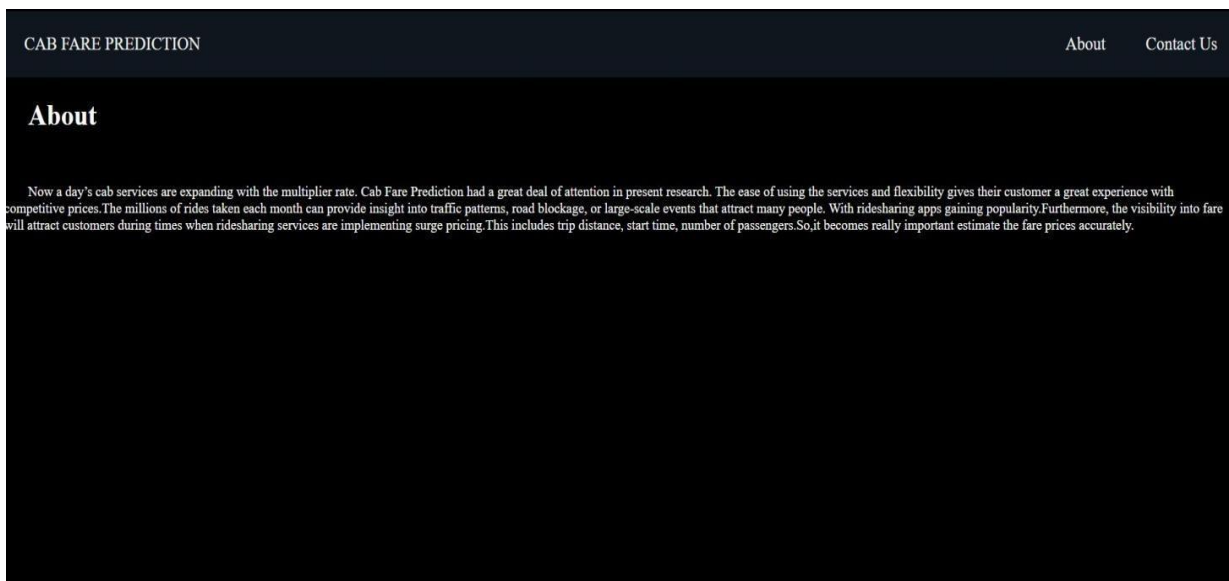 CAB FARE PREDICTION
About
Contact Us
About
Now a day’s cab services are expanding with the multiplier rate. Cab Fare Prediction had a great deal of attention in present research. The ease of using the services and flexibility gives their customer a great experience with
competitive prices.The millions of rides taken each month can provide insight into traffic patterns, road blockage, or large-scale events that attract many people. With ridesharing apps gaining popularity.Furthermore, the visibility into fare
will attract customers during times when ridesharing services are implementing surge pricing.This includes trip distance, start time, number of passengers.So,it becomes really important estimate the fare prices accurately.